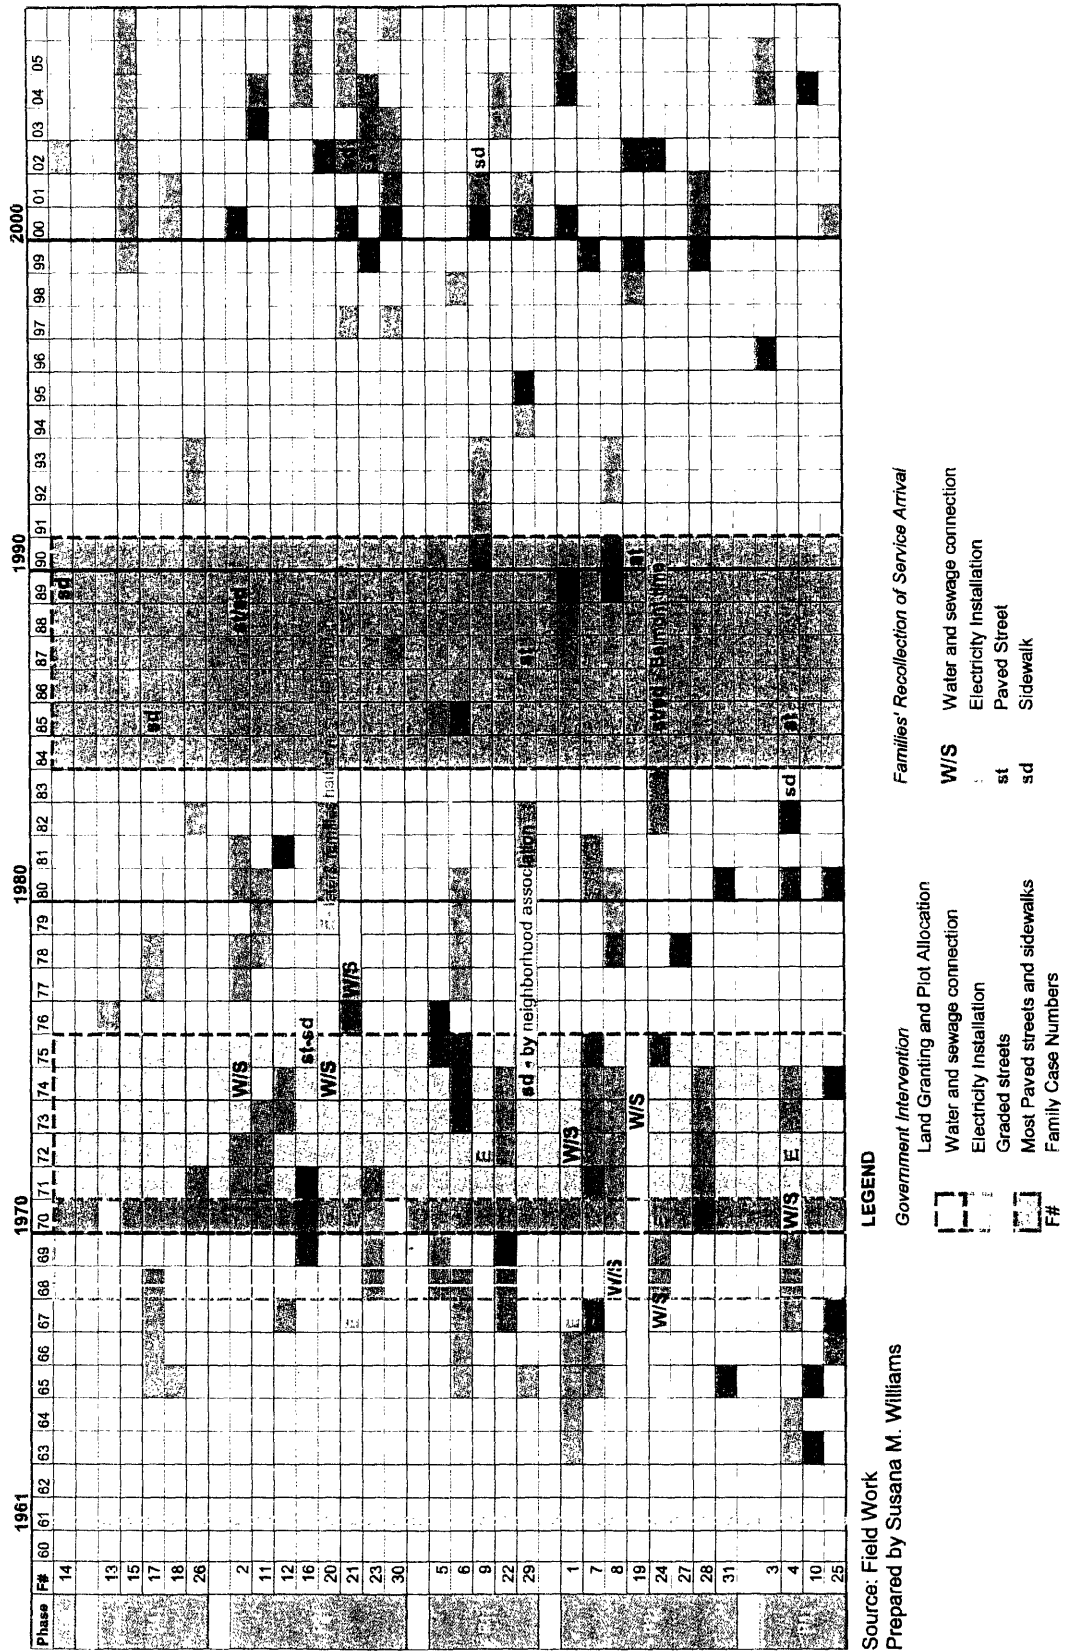 1961 1970 1980 1990 2000
Phase F# 60 61 62 63 64 65 66 67 68 69 70 71 72 73 74 75 76 77 78 79 80 81 82 83 84 85 86 87 88 89 90 91 92 93 94 95 96 97 98 99 00 01 02 03 04 05
14 sd
13
15
17 sd
18
26
2 W/S st/sd
11
12
16 st-sd
20 W/S
21 W/S sd
23
30
5
6
9 E sd
22
29 sd - by neighborhood association st
1 E W/S
7
8 W/S
19 W/S st
24 W/S
27
28
31
3
4 W/S E sd st
10
25
Source: Field Work
Prepared by Susana M. Williams
LEGEND
Government Intervention
Land Granting and Plot Allocation
Water and sewage connection
Electricity Installation
Graded streets
Most Paved streets and sidewalks
F# Family Case Numbers
Families' Recollection of Service Arrival
W/S Water and sewage connection
Electricity Installation
st Paved Street
sd Sidewalk